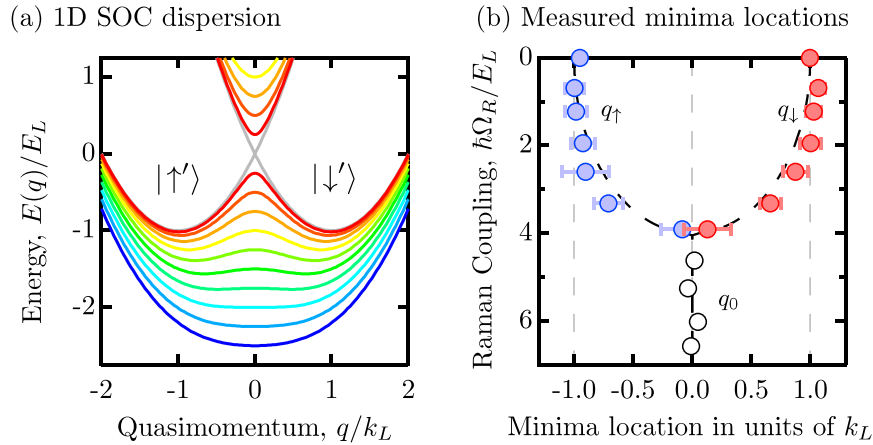 (a) 1D SOC dispersion
(b) Measured minima locations
Energy, E(q)/E_L
1
0
-1
-2
|↑′⟩
|↓′⟩
-2 -1 0 1 2
Quasimomentum, q/k_L
Raman Coupling, ℏΩ_R/E_L
0
2
4
6
q_↑
q_↓
q_0
-1.0 -0.5 0.0 0.5 1.0
Minima location in units of k_L